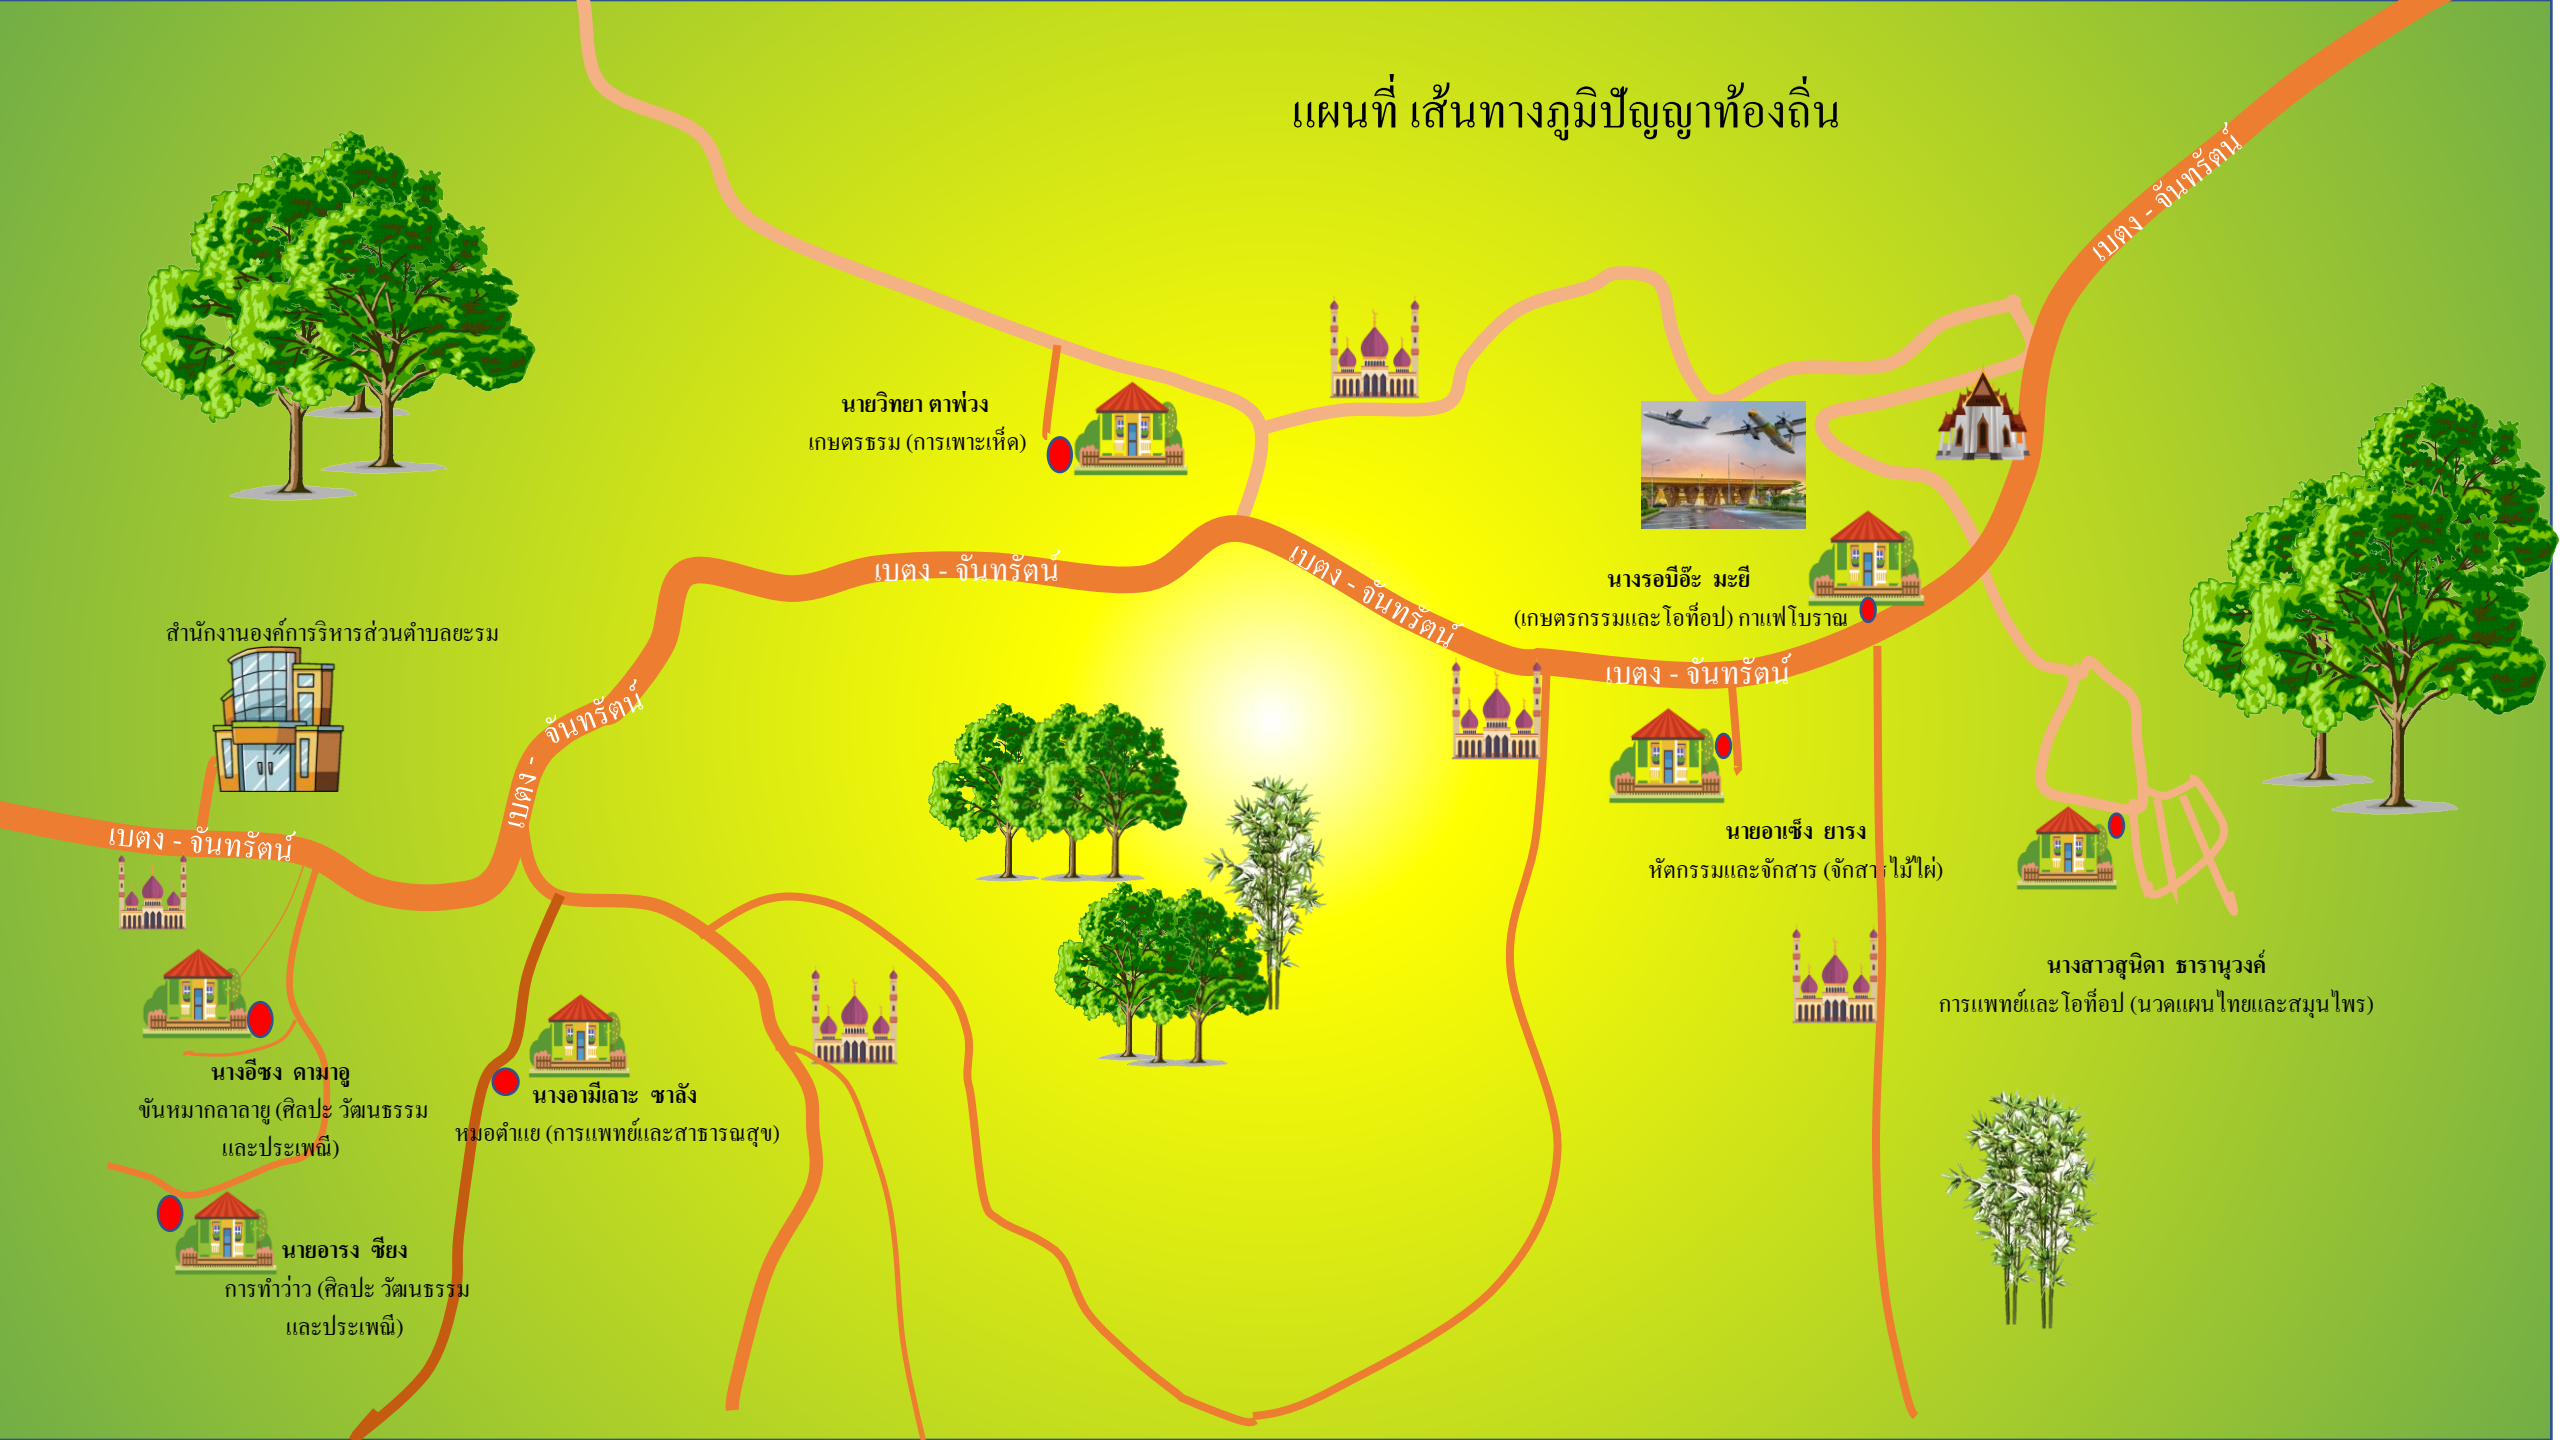 แผนที่ เส้นทางภูมิปัญญาท้องถิ่น
เบตง - จันทรัตน์
นายวิทยา ตาพ่วง
เกษตรธรม (การเพาะเห็ด)
เบตง - จันทรัตน์
เบตง - จันทรัตน์
นางรอบีอ๊ะ มะยี
(เกษตรกรรมและโอท็อป) กาแฟโบราณ
สำนักงานองค์การริหารส่วนตำบลยะรม
เบตง - จันทรัตน์
เบตง - จันทรัตน์
เบตง - จันทรัตน์
นายอาเซ็ง ยารง
หัตกรรมและจักสาร (จักสารไม้ไผ่)
นางสาวสุนิดา ธารานุวงค์
การแพทย์และโอท็อป (นวดแผนไทยและสมุนไพร)
นางอีซง ดามาอู
ขันหมากลาลายู (ศิลปะ วัฒนธรรม
และประเพณี)
นางอามีเลาะ ซาลัง
หมอตำแย (การแพทย์และสาธารณสุข)
นายอารง ซียง
การทำว่าว (ศิลปะ วัฒนธรรม
และประเพณี)